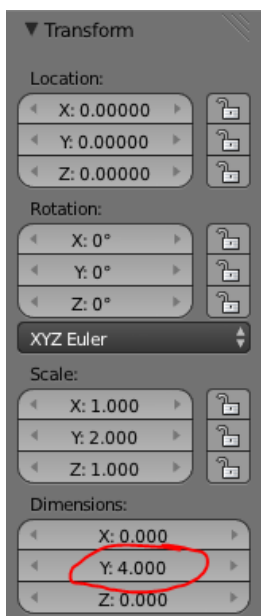 Transform
Location:
X: 0.00000
Y: 0.00000
Z: 0.00000
Rotation:
X: 0°
Y: 0°
Z: 0°
XYZ Euler
Scale:
X: 1.000
Y: 2.000
Z: 1.000
Dimensions:
X: 0.000
Y: 4.000
Z: 0.000